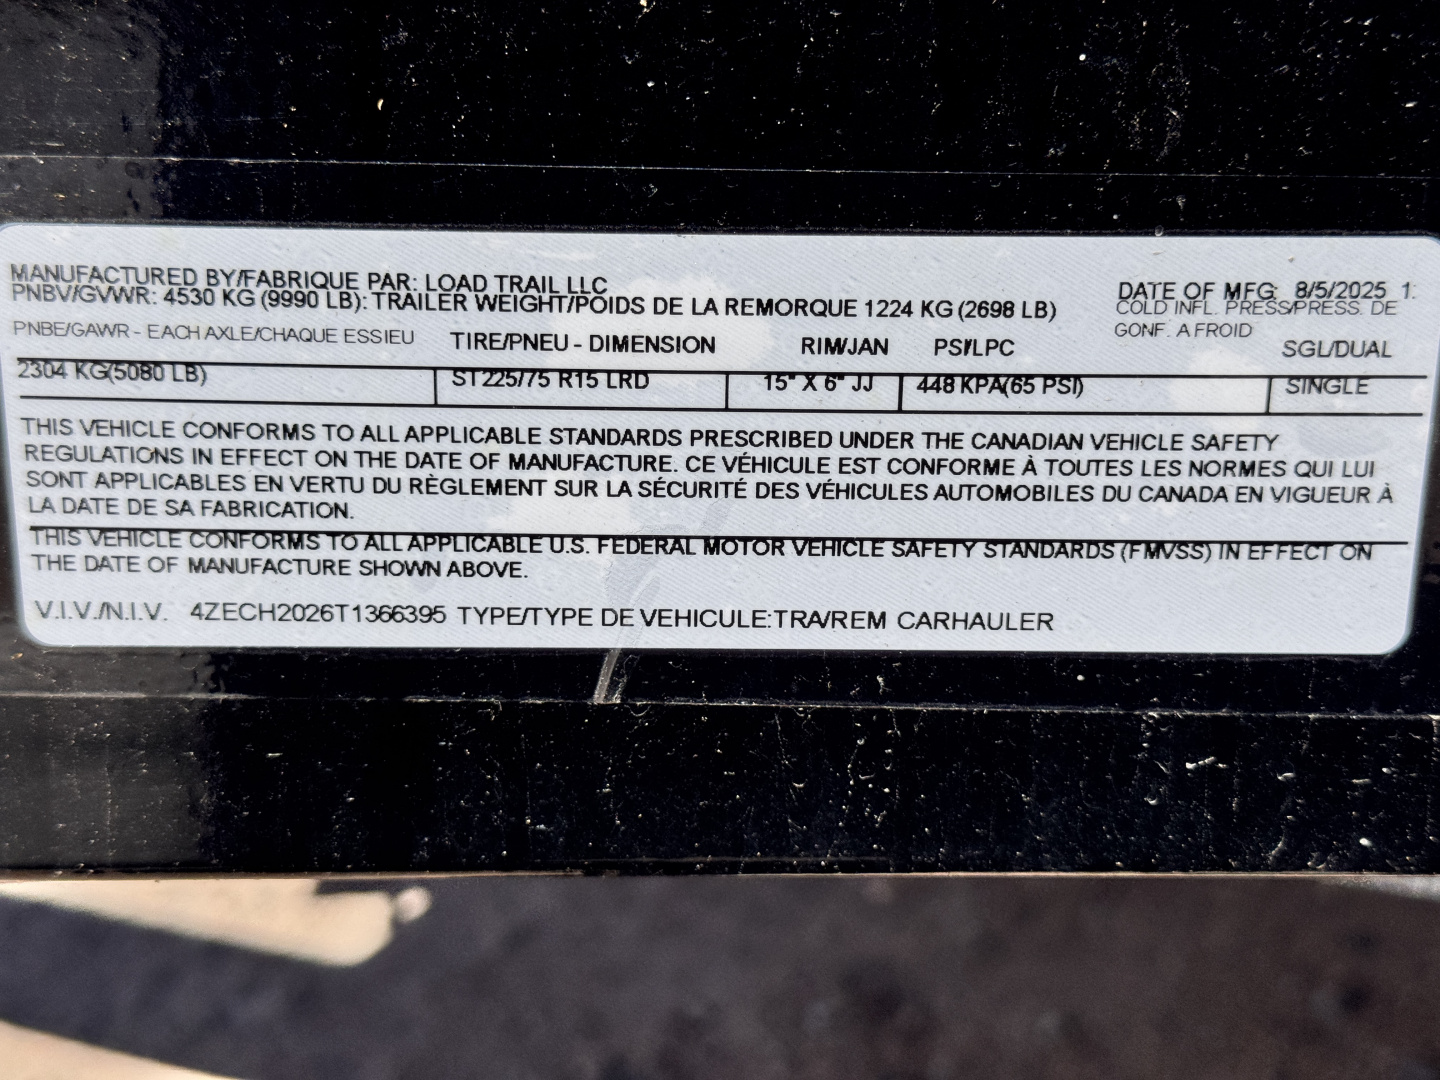 MANUFACTURED BY/FABRIQUE PAR: LOAD TRAIL LLC
DATE OF MFG: 8/5/2025 1:
PNBV/GVWR: 4530 KG (9990 LB): TRAILER WEIGHT/POIDS DE LA REMORQUE 1224 KG (2698 LB)
COLD INFL. PRESS/PRESS. DE
GONF. A FROID
PNBE/GAWR - EACH AXLE/CHAQUE ESSIEU TIRE/PNEU - DIMENSION RIM/JAN PSI/LPC SGL/DUAL
2304 KG(5080 LB) ST225/75 R15 LRD 15" X 6" JJ 448 KPA(65 PSI) SINGLE
THIS VEHICLE CONFORMS TO ALL APPLICABLE STANDARDS PRESCRIBED UNDER THE CANADIAN VEHICLE SAFETY
REGULATIONS IN EFFECT ON THE DATE OF MANUFACTURE. CE VÉHICULE EST CONFORME À TOUTES LES NORMES QUI LUI
SONT APPLICABLES EN VERTU DU RÈGLEMENT SUR LA SÉCURITÉ DES VÉHICULES AUTOMOBILES DU CANADA EN VIGUEUR À
LA DATE DE SA FABRICATION.
THIS VEHICLE CONFORMS TO ALL APPLICABLE U.S. FEDERAL MOTOR VEHICLE SAFETY STANDARDS (FMVSS) IN EFFECT ON
THE DATE OF MANUFACTURE SHOWN ABOVE.
V.I.V./N.I.V. 4ZECH2026T1366395 TYPE/TYPE DE VEHICULE:TRA/REM CARHAULER